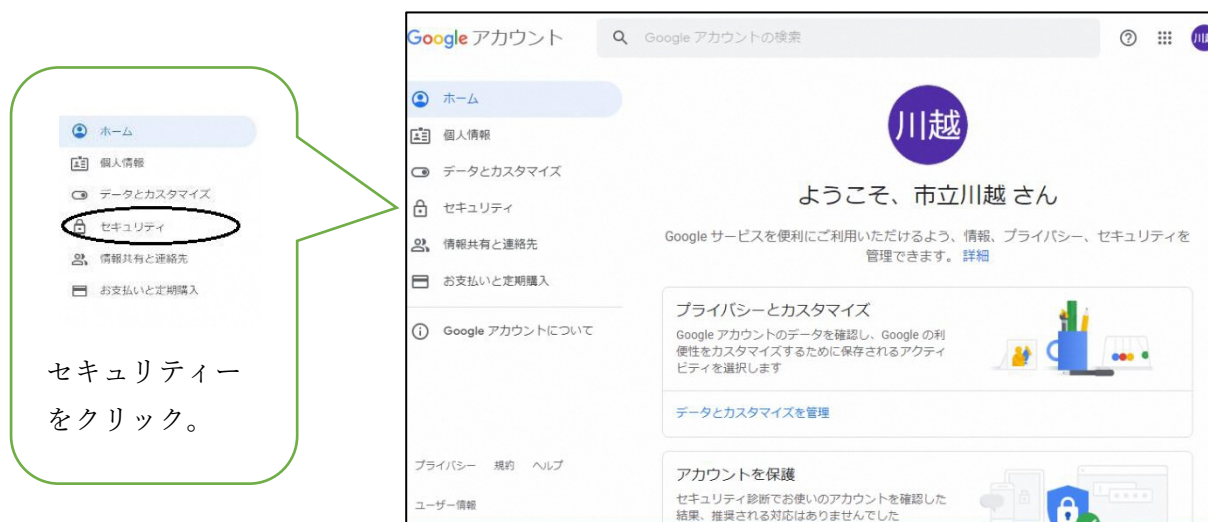 ホーム
個人情報
データとカスタマイズ
セキュリティ
情報共有と連絡先
お支払いと定期購入
セキュリティー
をクリック。
Google アカウント
Google アカウントの検索
川越
ホーム
個人情報
データとカスタマイズ
セキュリティ
情報共有と連絡先
お支払いと定期購入
Google アカウントについて
プライバシー 規約 ヘルプ
ユーザー情報
川越
ようこそ、市立川越 さん
Google サービスを便利にご利用いただけるよう、情報、プライバシー、セキュリティを
管理できます。 詳細
プライバシーとカスタマイズ
Google アカウントのデータを確認し、Google の利
便性をカスタマイズするために保存されるアクティ
ビティを選択します
データとカスタマイズを管理
アカウントを保護
セキュリティ診断でお使いのアカウントを確認した
結果、推奨される対応はありませんでした